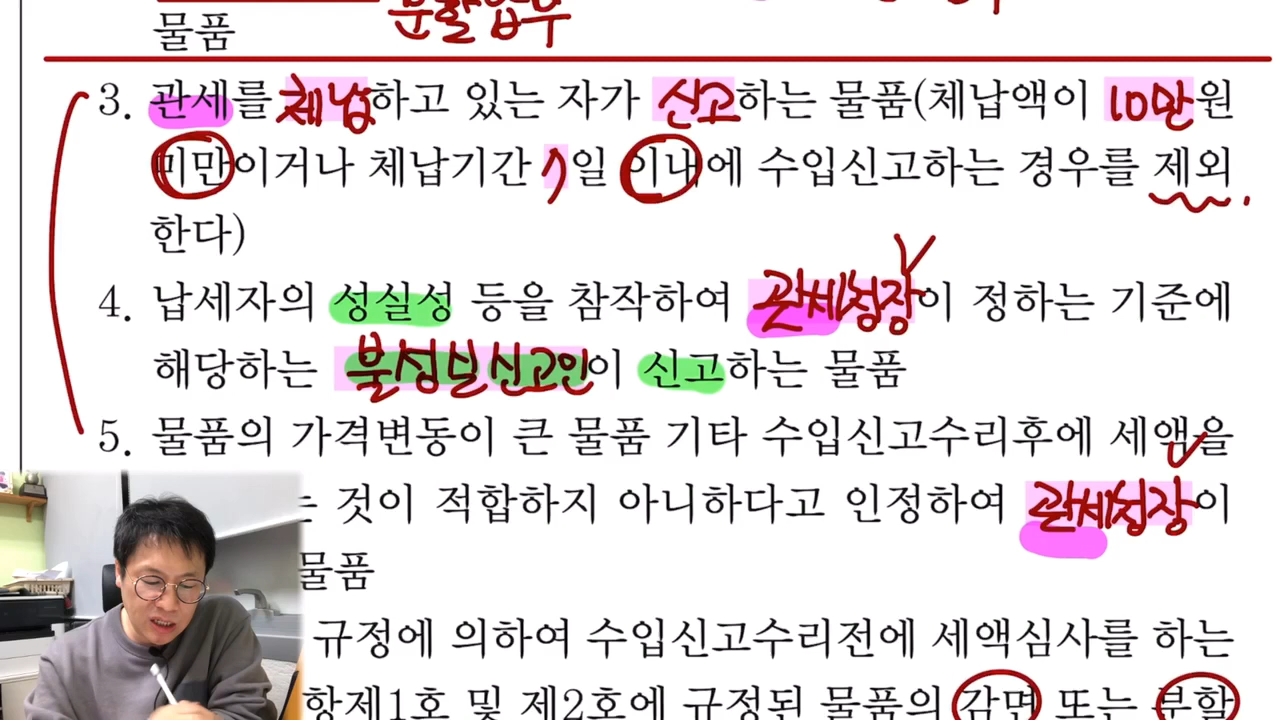 물품 분할납부
3. 관세를 체납하고 있는 자가 신고하는 물품(체납액이 10만원
미만이거나 체납기간 7일 이내에 수입신고하는 경우를 제외
한다)
4. 납세자의 성실성 등을 참작하여 관세청장이 정하는 기준에
해당하는 불성실신고인이 신고하는 물품
5. 물품의 가격변동이 큰 물품 기타 수입신고수리후에 세액을
것이 적합하지 아니하다고 인정하여 관세청장이
물품
규정에 의하여 수입신고수리전에 세액심사를 하는
항제1호 및 제2호에 규정된 물품의 감면 또는 분할